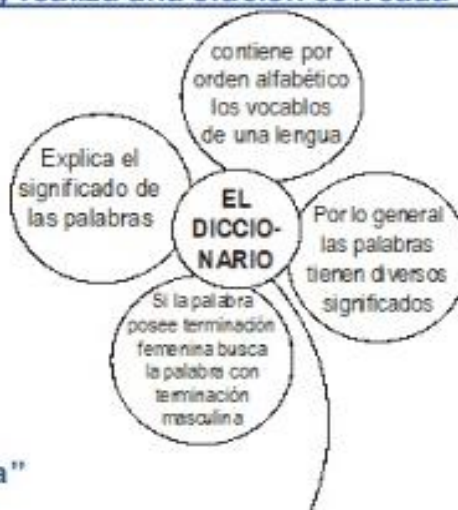 contiene por
orden alfabético
los vocablos
de una lengua
Explica el
significado de
las palabras
EL
DICCIO-
NARIO
Por lo general
las palabras
tienen diversos
significados
Si la palabra
posee terminación
femenina busca
la palabra con
terminación
masculina
a"